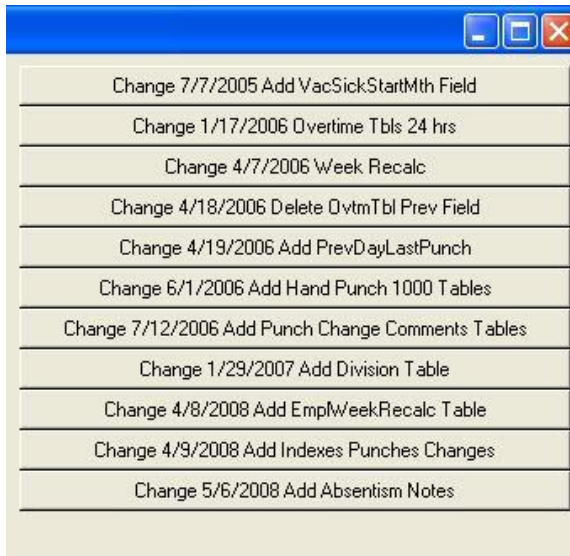 Change 7/7/2005 Add VacSickStartMth Field
Change 1/17/2006 Overtime Tbls 24 hrs
Change 4/7/2006 Week Recalc
Change 4/18/2006 Delete OvtmTbl Prev Field
Change 4/19/2006 Add PrevDayLastPunch
Change 6/1/2006 Add Hand Punch 1000 Tables
Change 7/12/2006 Add Punch Change Comments Tables
Change 1/29/2007 Add Division Table
Change 4/8/2008 Add EmplWeekRecalc Table
Change 4/9/2008 Add Indexes Punches Changes
Change 5/6/2008 Add Absentism Notes